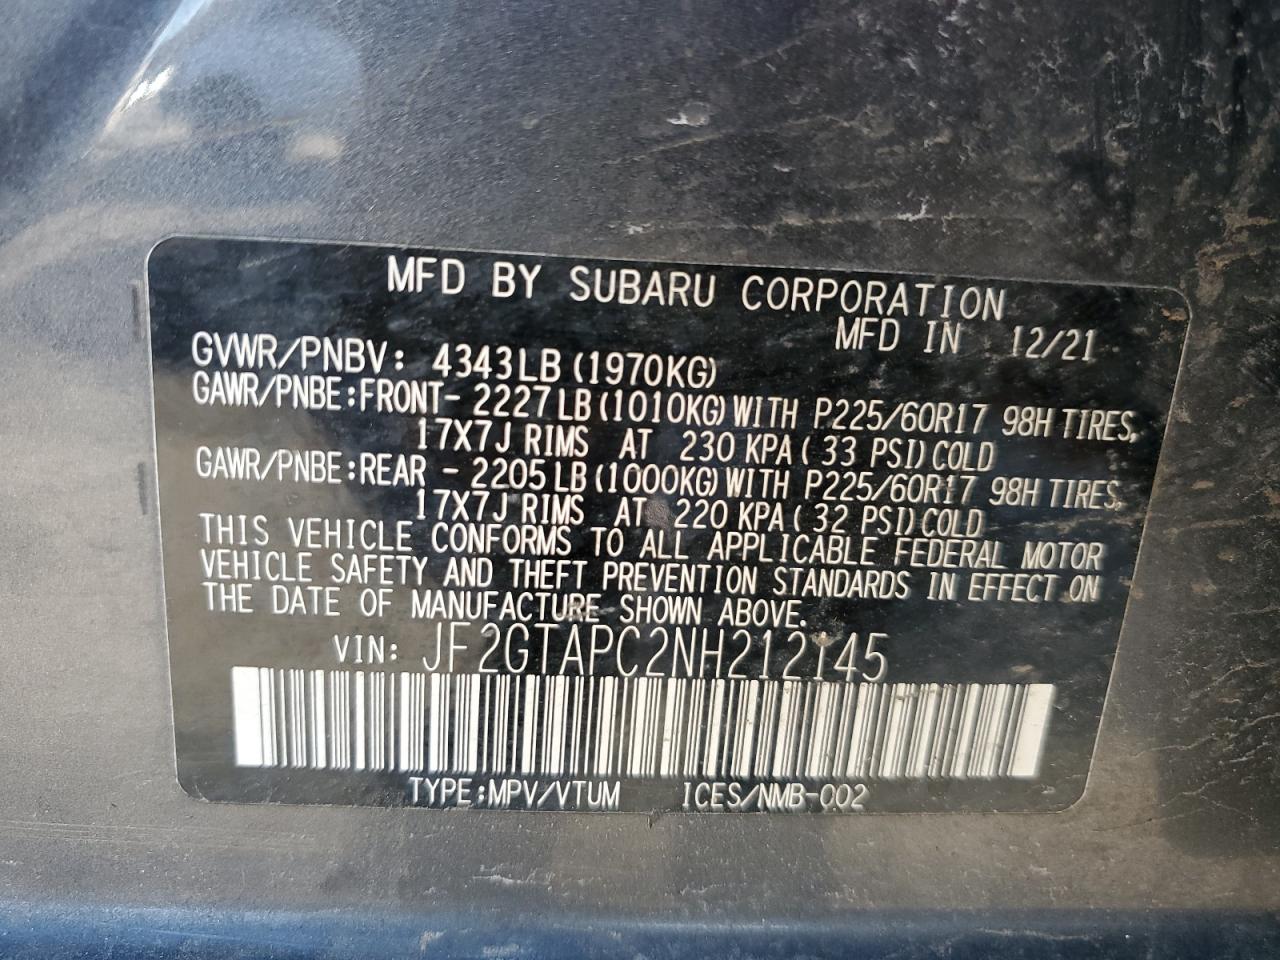 MFD BY SUBARU CORPORATION
MFD IN 12/21
GVWR/PNBV: 4343LB (1970KG)
GAWR/PNBE:FRONT- 2227LB (1010KG) WITH P225/60R17 98H TIRES,
17X7J RIMS AT 230 KPA( 33 PSI) COLD
GAWR/PNBE:REAR - 2205LB (1000KG) WITH P225/60R17 98H TIRES,
17X7J RIMS AT 220 KPA( 32 PSI) COLD
THIS VEHICLE CONFORMS TO ALL APPLICABLE FEDERAL MOTOR
VEHICLE SAFETY AND THEFT PREVENTION STANDARDS IN EFFECT ON
THE DATE OF MANUFACTURE SHOWN ABOVE.
VIN: JF2GTAPC2NH212145
TYPE:MPV/VTUM ICES/NMB-002